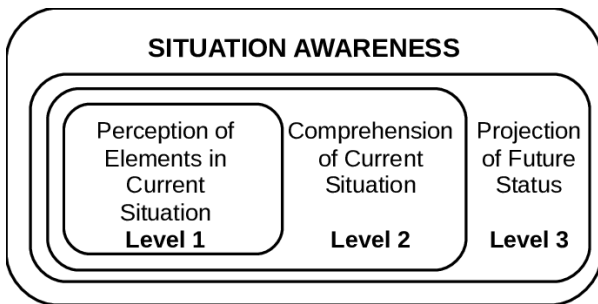 SITUATION AWARENESS
Perception of
Elements in
Current
Situation
Level 1
Comprehension
of Current
Situation
Level 2
Projection
of Future
Status
Level 3